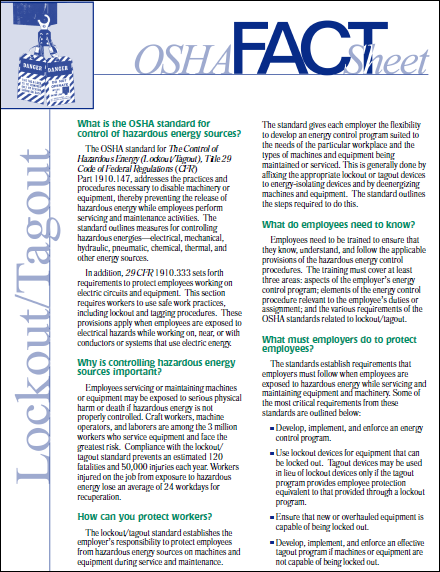 DANGER
DANGER
OSHA FACT Sheet
Lockout/Tagout
What is the OSHA standard for
control of hazardous energy sources?
The OSHA standard for The Control of
Hazardous Energy (Lockout/Tagout), Title 29
Code of Federal Regulations (CFR)
Part 1910.147, addresses the practices and
procedures necessary to disable machinery or
equipment, thereby preventing the release of
hazardous energy while employees perform
servicing and maintenance activities. The
standard outlines measures for controlling
hazardous energies—electrical, mechanical,
hydraulic, pneumatic, chemical, thermal, and
other energy sources.
In addition, 29 CFR 1910.333 sets forth
requirements to protect employees working on
electric circuits and equipment. This section
requires workers to use safe work practices,
including lockout and tagging procedures. These
provisions apply when employees are exposed to
electrical hazards while working on, near, or with
conductors or systems that use electric energy.
Why is controlling hazardous energy
sources important?
Employees servicing or maintaining machines
or equipment may be exposed to serious physical
harm or death if hazardous energy is not
properly controlled. Craft workers, machine
operators, and laborers are among the 3 million
workers who service equipment and face the
greatest risk. Compliance with the lockout/
tagout standard prevents an estimated 120
fatalities and 50,000 injuries each year. Workers
injured on the job from exposure to hazardous
energy lose an average of 24 workdays for
recuperation.
How can you protect workers?
The lockout/tagout standard establishes the
employer's responsibility to protect employees
from hazardous energy sources on machines and
equipment during service and maintenance.
The standard gives each employer the flexibility
to develop an energy control program suited to
the needs of the particular workplace and the
types of machines and equipment being
maintained or serviced. This is generally done by
affixing the appropriate lockout or tagout devices
to energy-isolating devices and by deenergizing
machines and equipment. The standard outlines
the steps required to do this.
What do employees need to know?
Employees need to be trained to ensure that
they know, understand, and follow the applicable
provisions of the hazardous energy control
procedures. The training must cover at least
three areas: aspects of the employer's energy
control program; elements of the energy control
procedure relevant to the employee's duties or
assignment; and the various requirements of the
OSHA standards related to lockout/tagout.
What must employers do to protect
employees?
The standards establish requirements that
employers must follow when employees are
exposed to hazardous energy while servicing and
maintaining equipment and machinery. Some of
the most critical requirements from these
standards are outlined below:
▪ Develop, implement, and enforce an energy
control program.
▪ Use lockout devices for equipment that can
be locked out. Tagout devices may be used
in lieu of lockout devices only if the tagout
program provides employee protection
equivalent to that provided through a lockout
program.
▪ Ensure that new or overhauled equipment is
capable of being locked out.
▪ Develop, implement, and enforce an effective
tagout program if machines or equipment are
not capable of being locked out.